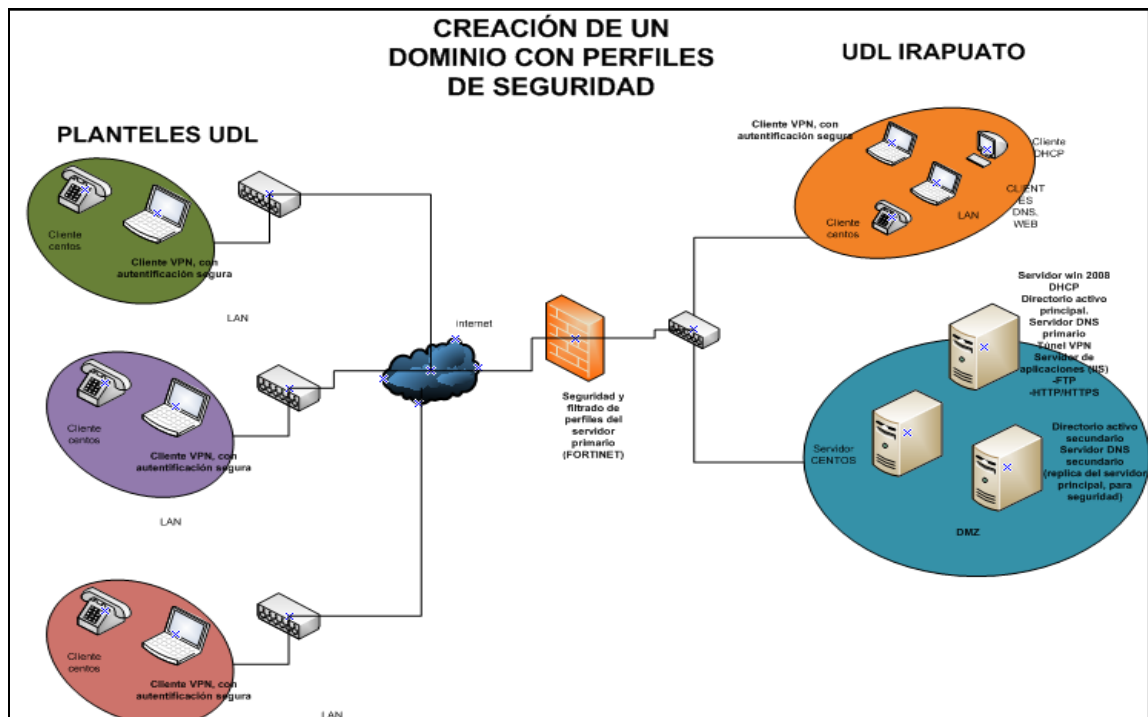 CREACIÓN DE UN
DOMINIO CON PERFILES
DE SEGURIDAD
UDL IRAPUATO
PLANTELES UDL
Cliente
centos
Cliente VPN, con
autentificación segura
LAN
Cliente
centos
Cliente VPN, con
autentificación segura
LAN
Cliente
centos
Cliente VPN, con
autentificación segura
LAN
internet
Seguridad y
filtrado de
perfiles del
servidor
primario
(FORTINET)
Cliente VPN, con
autentificación segura
Cliente
DHCP
CLIENT
ES
DNS,
WEB
LAN
Cliente
centos
Servidor win 2008
DHCP
Directorio activo
principal.
Servidor DNS
primario
Túnel VPN
Servidor de
aplicaciones (IIS)
-FTP
-HTTP/HTTPS
Servidor
CENTOS
Directorio activo
secundario
Servidor DNS
secundario
(replica del servidor
principal, para
seguridad)
DMZ